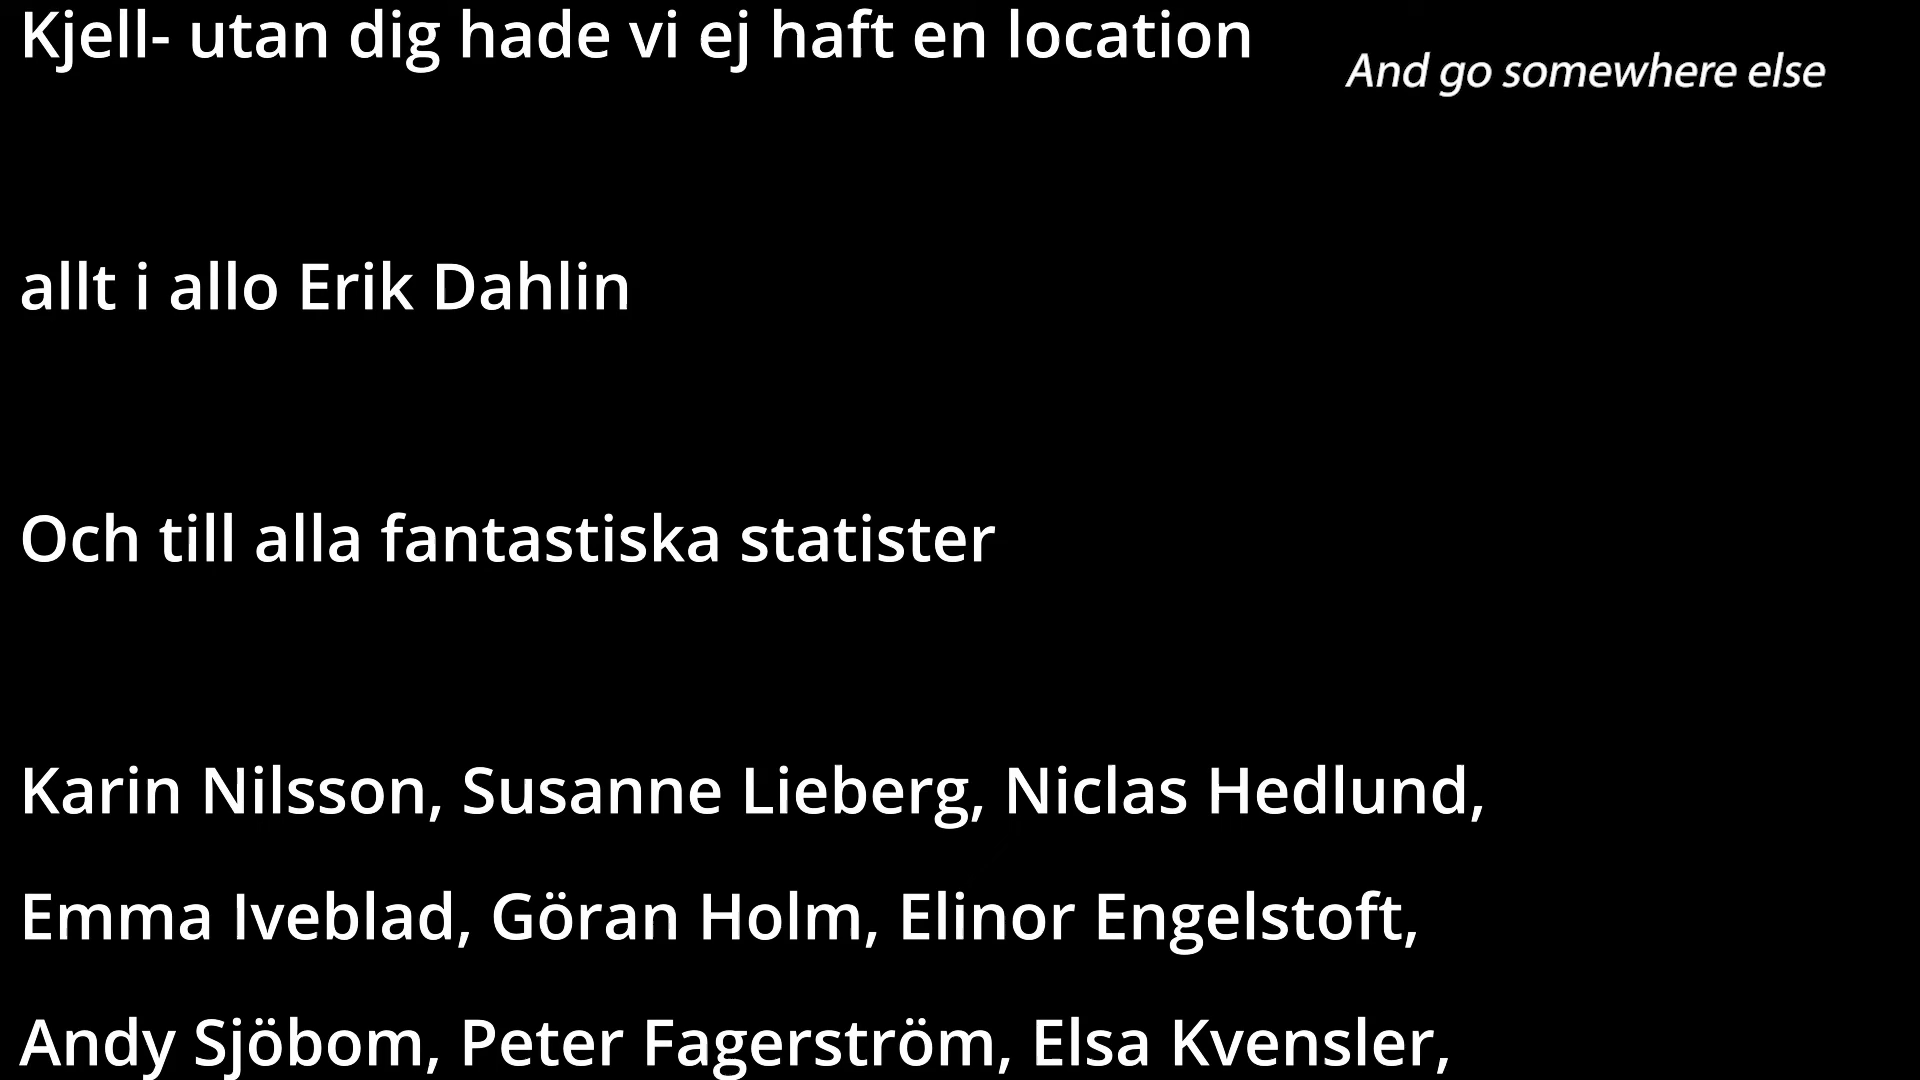 Kjell- utan dig hade vi ej haft en location
And go somewhere else
allt i allo Erik Dahlin
Och till alla fantastiska statister
Karin Nilsson, Susanne Lieberg, Niclas Hedlund,
Emma Iveblad, Göran Holm, Elinor Engelstoft,
Andy Sjöbom, Peter Fagerström, Elsa Kvensler,